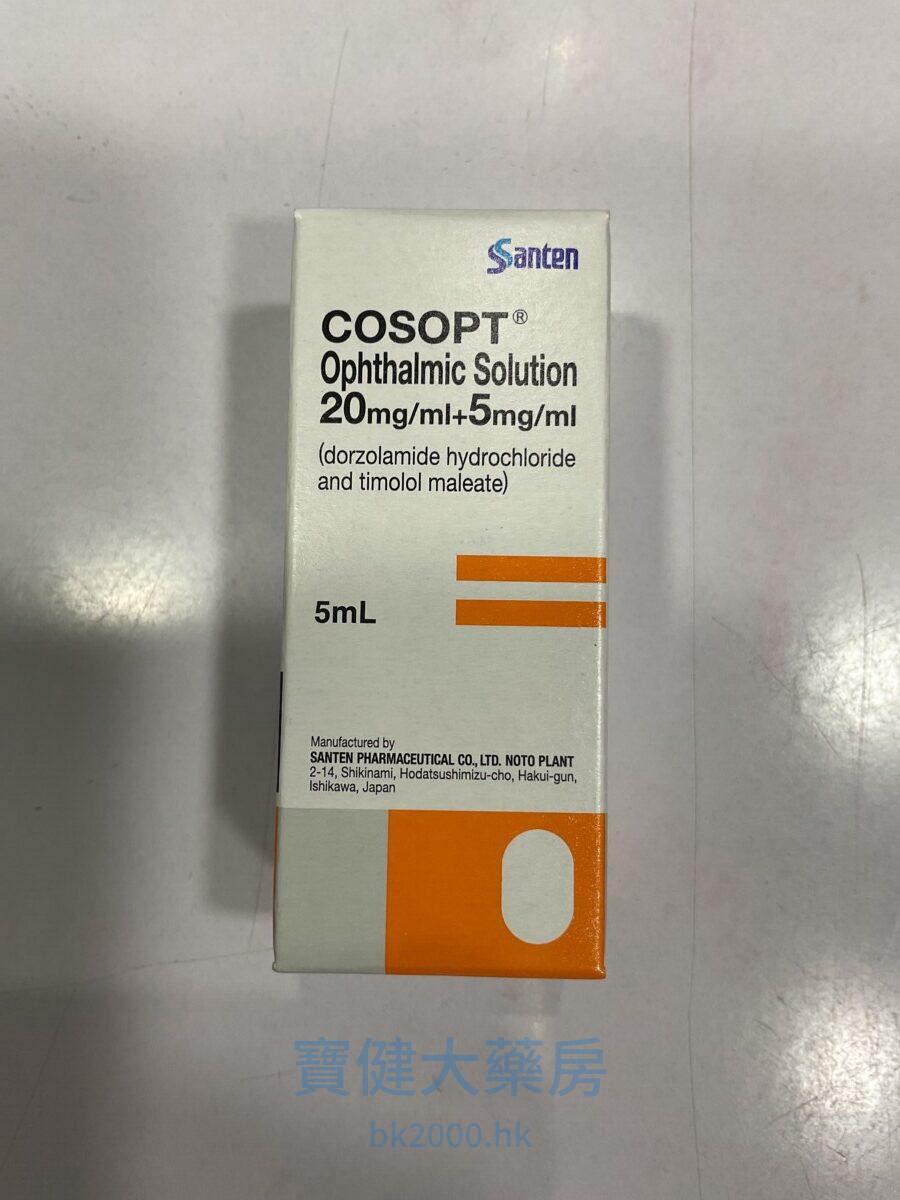 Santen
COSOPT®
Ophthalmic Solution
20mg/ml+5mg/ml
(dorzolamide hydrochloride
and timolol maleate)
5mL
Manufactured by
SANTEN PHARMACEUTICAL CO., LTD. NOTO PLANT
2-14, Shikinami, Hodatsushimizu-cho, Hakui-gun,
Ishikawa, Japan
寶健大藥房
bk2000.hk